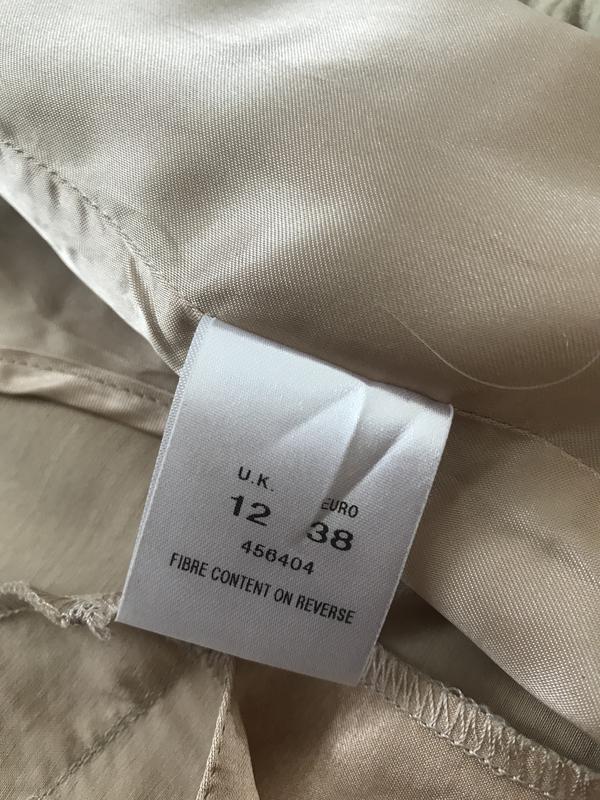 U.K. EURO
12 38
456404
FIBRE CONTENT ON REVERSE